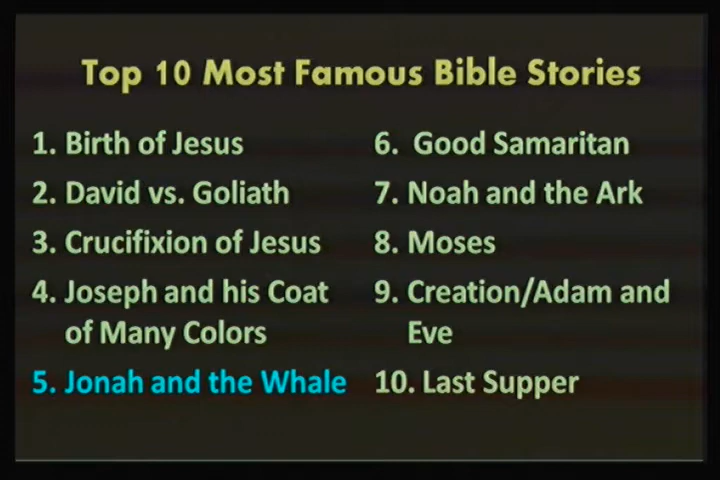 Top 10 Most Famous Bible Stories
1. Birth of Jesus
2. David vs. Goliath
3. Crucifixion of Jesus
4. Joseph and his Coat
of Many Colors
5. Jonah and the Whale
6. Good Samaritan
7. Noah and the Ark
8. Moses
9. Creation/Adam and
Eve
10. Last Supper